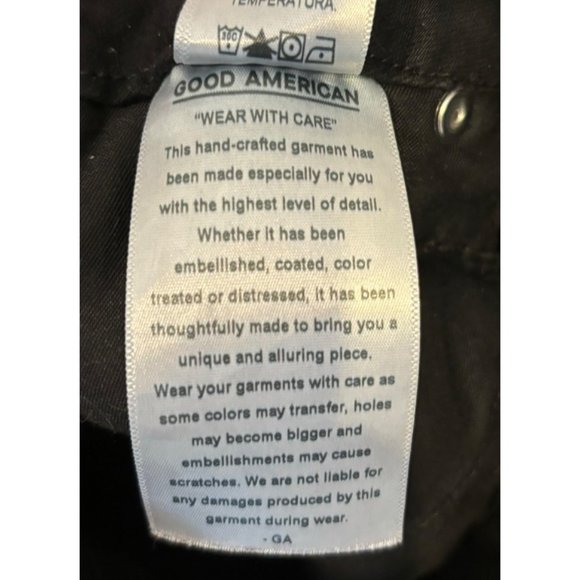 TEMPERATURA.
30C
GOOD AMERICAN
"WEAR WITH CARE"
This hand-crafted garment has
been made especially for you
with the highest level of detail.
Whether it has been
embellished, coated, color
treated or distressed, it has been
thoughtfully made to bring you a
unique and alluring piece.
Wear your garments with care as
some colors may transfer, holes
may become bigger and
embellishments may cause
scratches. We are not liable for
any damages produced by this
garment during wear.
- GA